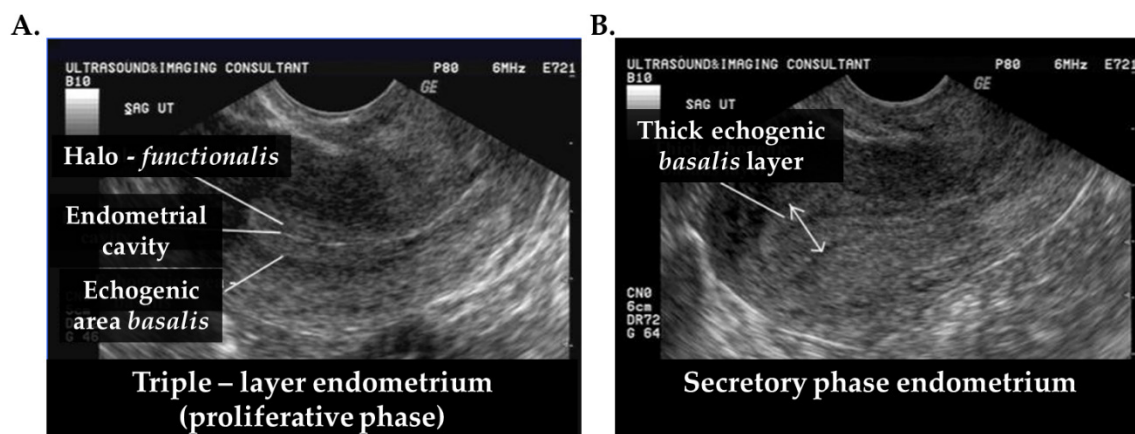 A.
ULTRASOUND&IMAGING CONSULTANT P80 6MHz E721
B10
GE
SAG UT
Halo - functionalis
Endometrial
cavity
Echogenic
area basalis
G 46
Triple – layer endometrium
(proliferative phase)
B.
ULTRASOUND&IMAGING CONSULTANT P80 6MHz E721
B10
GE
SAG UT
Thick echogenic
basalis layer
CN0
6cm
DR72
G 64
Secretory phase endometrium